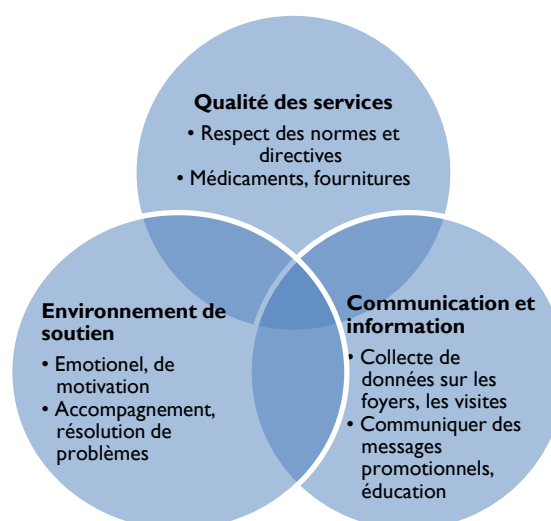 Qualité des services
• Respect des normes et
directives
• Médicaments, fournitures
Environnement de
soutien
• Emotionel, de
motivation
• Accompagnement,
résolution de
problèmes
Communication et
information
• Collecte de
données sur les
foyers, les visites
• Communiquer des
messages
promotionnels,
éducation